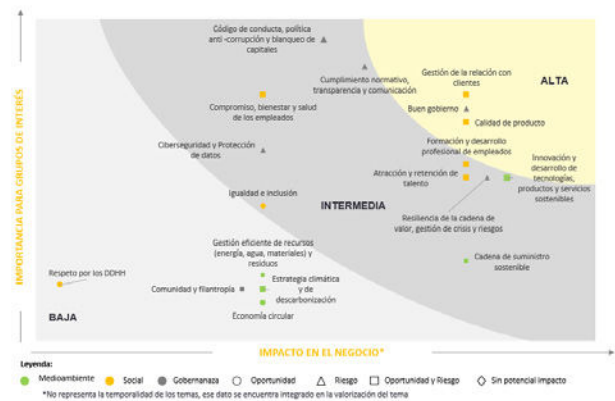 IMPORTANCIA PARA GRUPOS DE INTERÉS
Código de conducta, política
anti -corrupción y blanqueo de
capitales
Cumplimiento normativo,
transparencia y comunicación
Gestión de la relación con
clientes
ALTA
Compromiso, bienestar y salud
de los empleados
Buen gobierno
Calidad de producto
Ciberseguridad y Protección
de datos
Formación y desarrollo
profesional de empleados
Atracción y retención de
talento
Innovación y
desarrollo de
tecnologías,
productos y servicios
sostenibles
Igualdad e inclusión
INTERMEDIA
Resiliencia de la cadena de
valor, gestión de crisis y riesgos
Gestión eficiente de recursos
(energía, agua, materiales) y
residuos
Cadena de suministro
sostenible
Respeto por los DDHH
Comunidad y filantropía
Estrategia climática
y de
descarbonización
Economía circular
BAJA
IMPACTO EN EL NEGOCIO*
Leyenda:
Medioambiente
Social
Gobernanaza
Oportunidad
Riesgo
Oportunidad y Riesgo
Sin potencial impacto
*No representa la temporalidad de los temas, ese dato se encuentra integrado en la valorización del tema